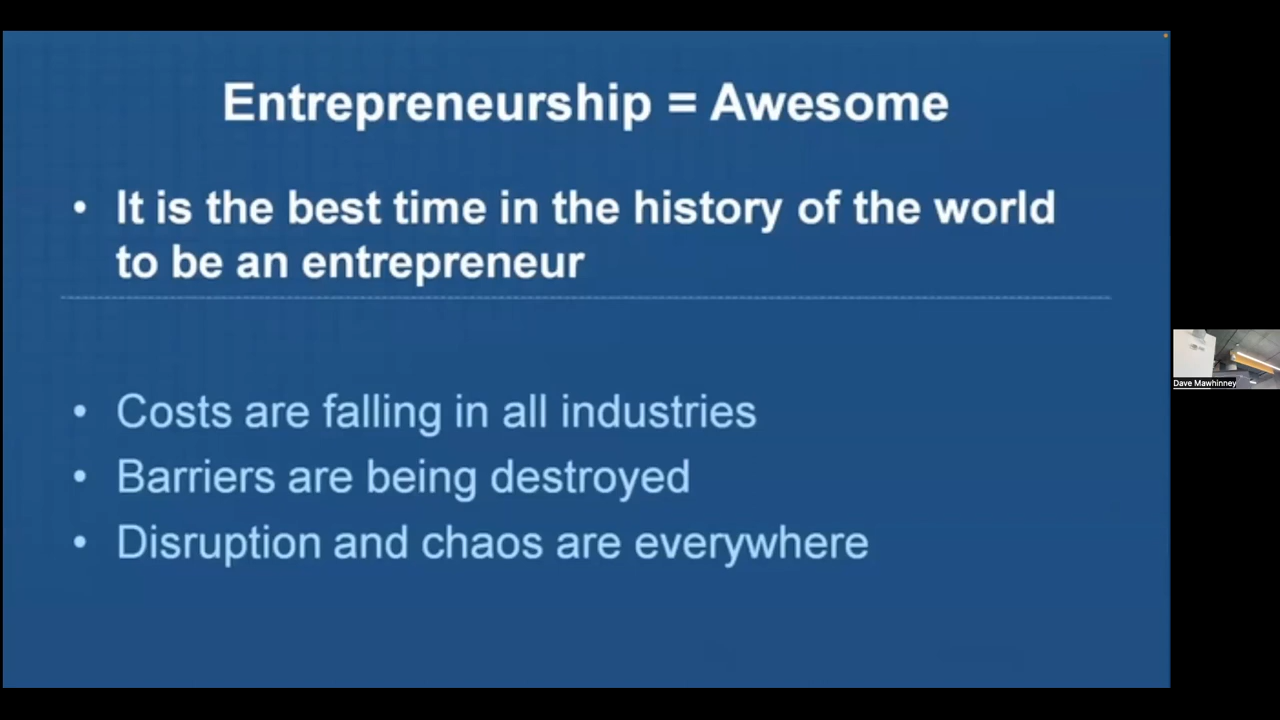 Entrepreneurship = Awesome
• It is the best time in the history of the world
to be an entrepreneur
• Costs are falling in all industries
• Barriers are being destroyed
• Disruption and chaos are everywhere
Dave Mawhinney